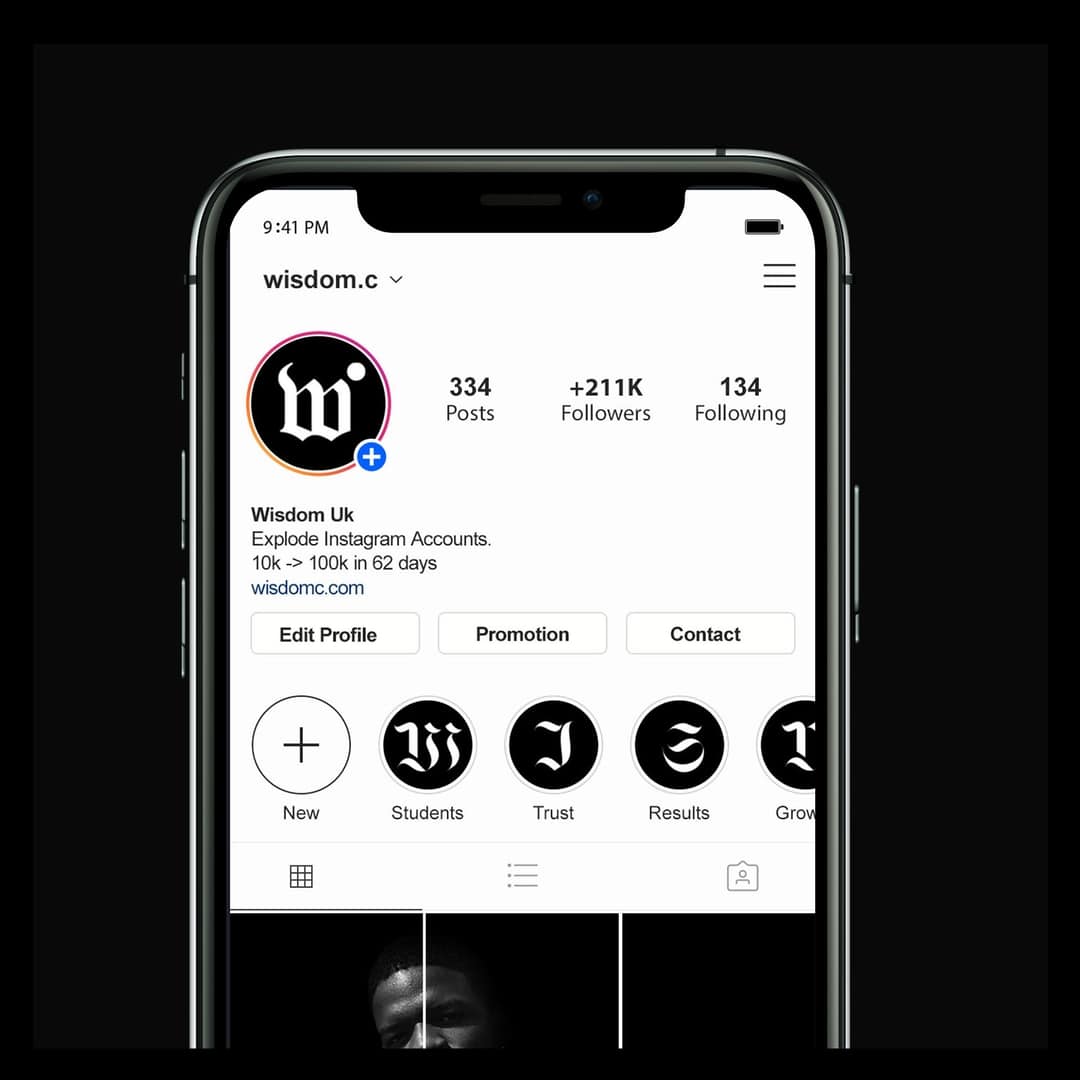 9:41 PM
wisdom.c
334 +211K 134
Posts Followers Following
Wisdom Uk
Explode Instagram Accounts.
10k -> 100k in 62 days
wisdomc.com
Edit Profile Promotion Contact
New Students Trust Results Grow